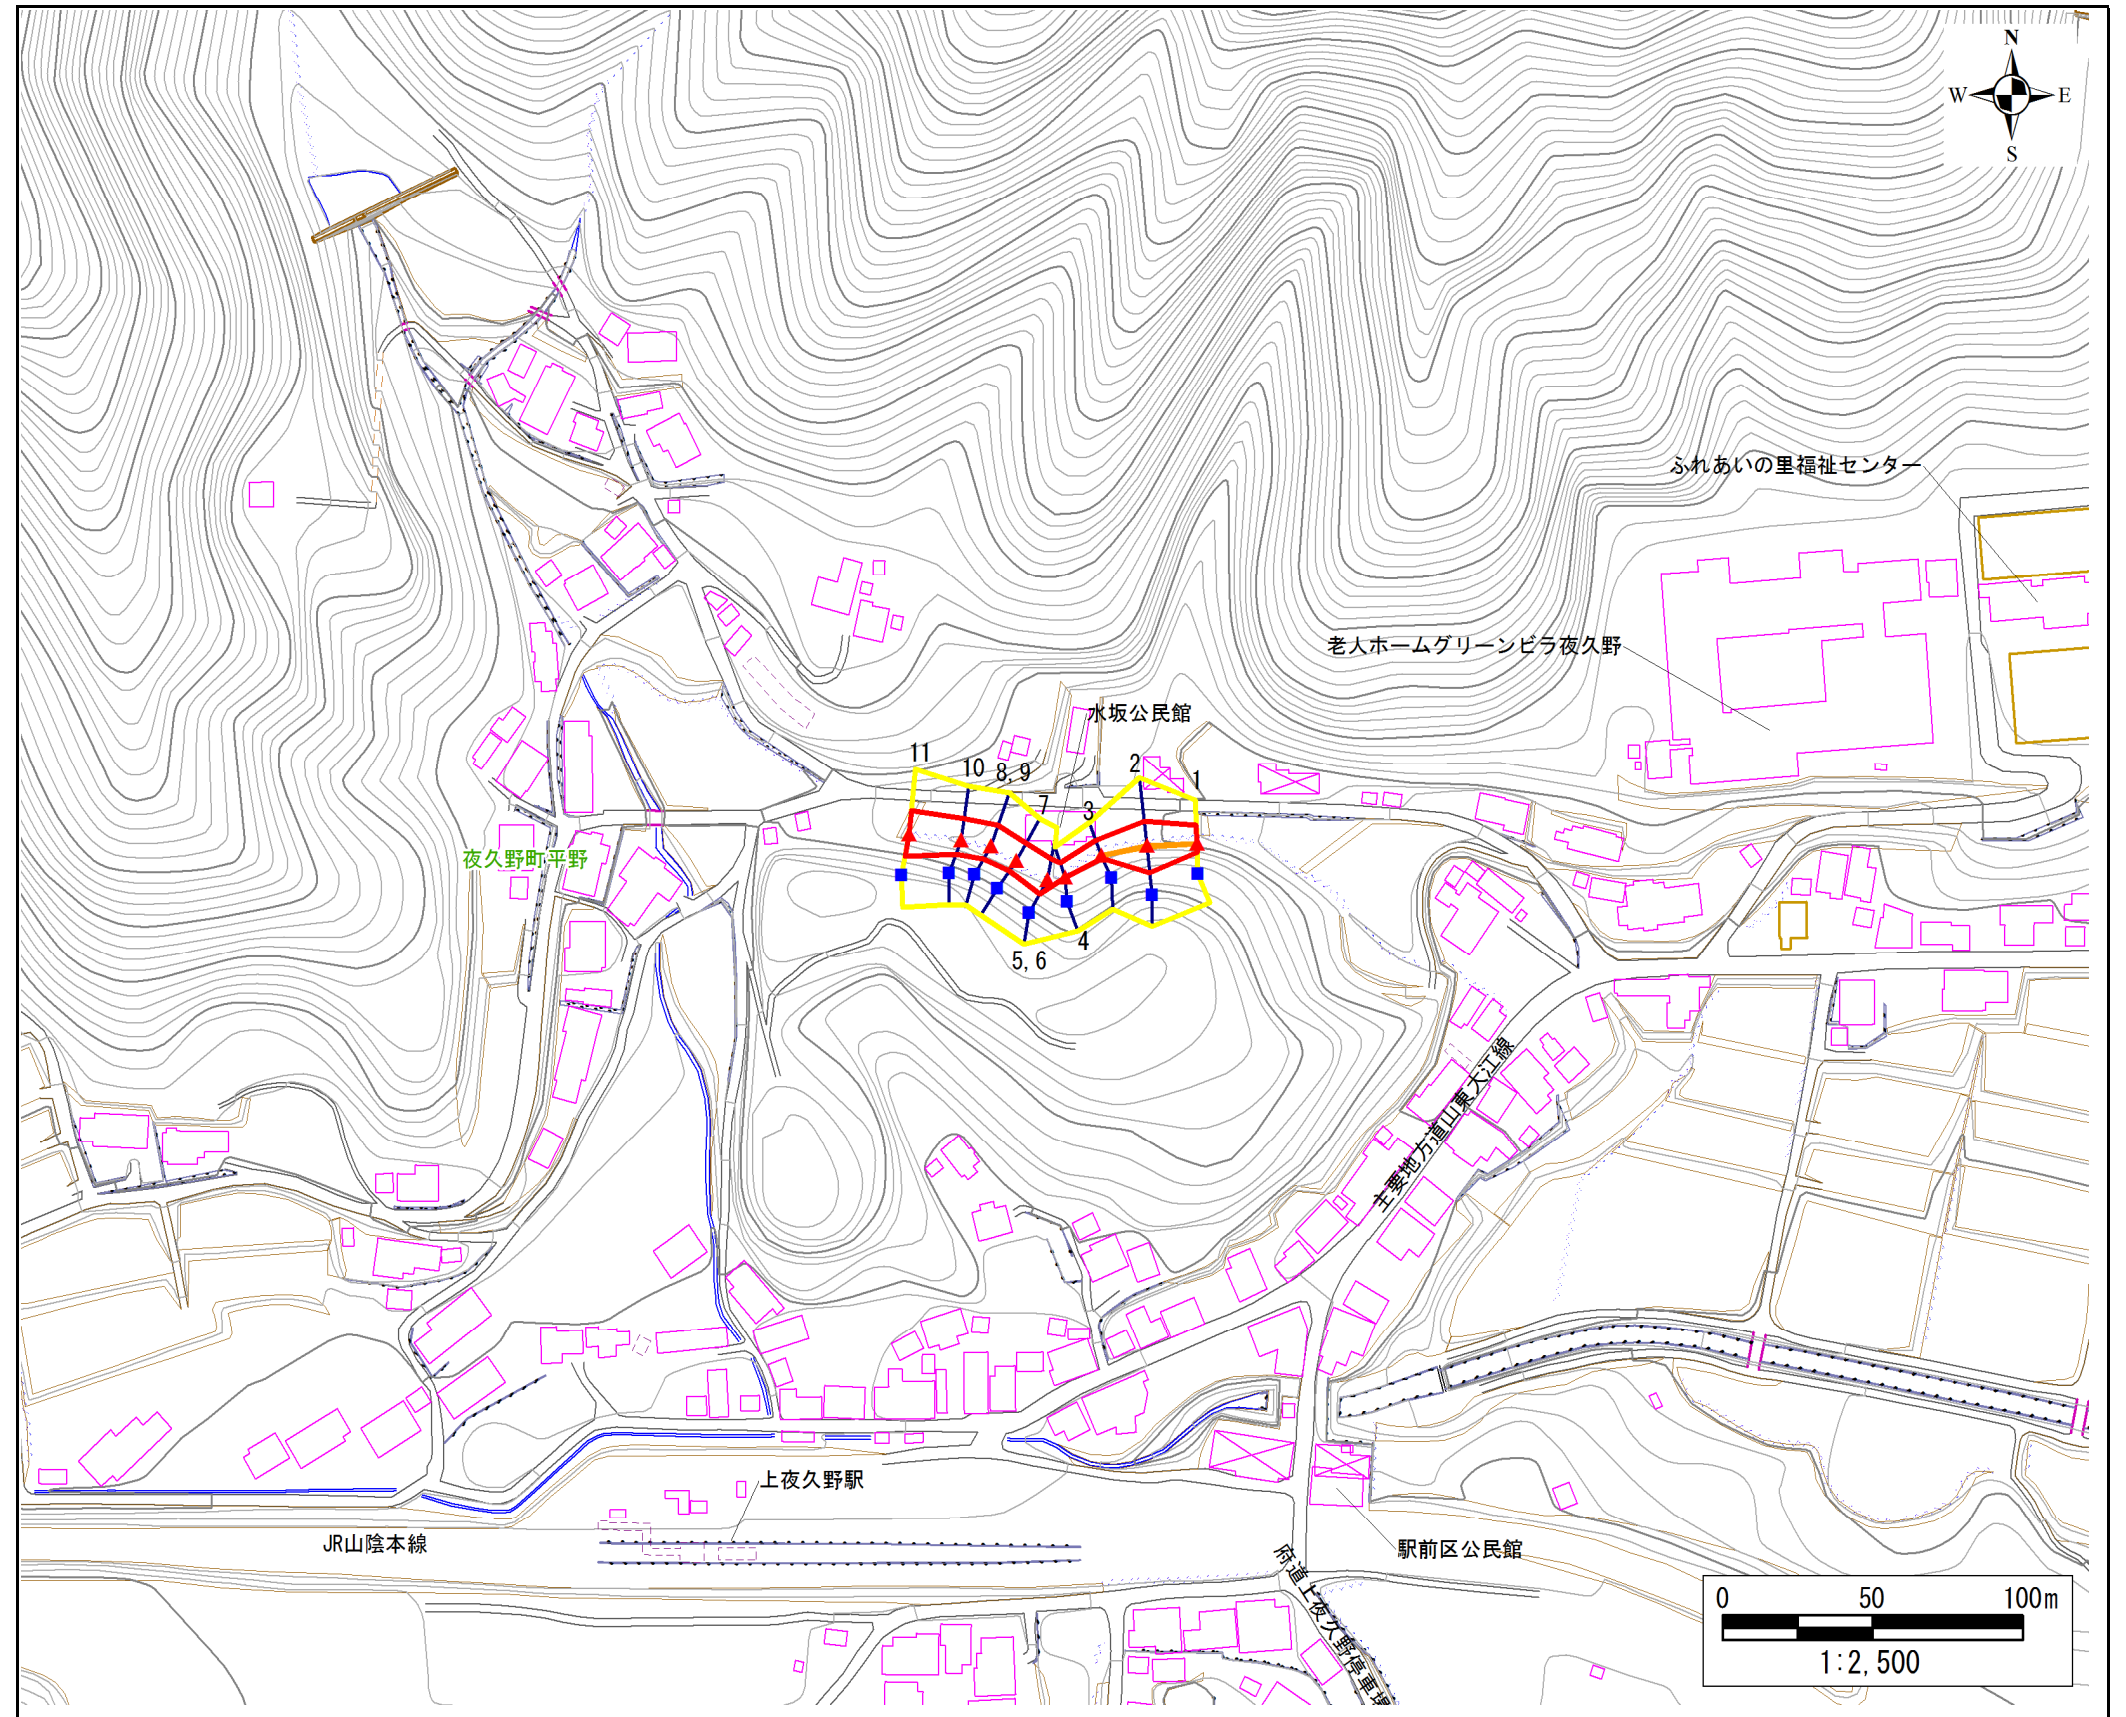 N
W E
S
ふれあいの里福祉センター
老人ホームグリーンビラ夜久野
水坂公民館
11
10
8,9
7
3
2
1
夜久野町平野
4
5,6
主要地方道山東大江線
上夜久野駅
JR山陰本線
駅前区公民館
府道上夜久野停車場
0 50 100m
1:2,500